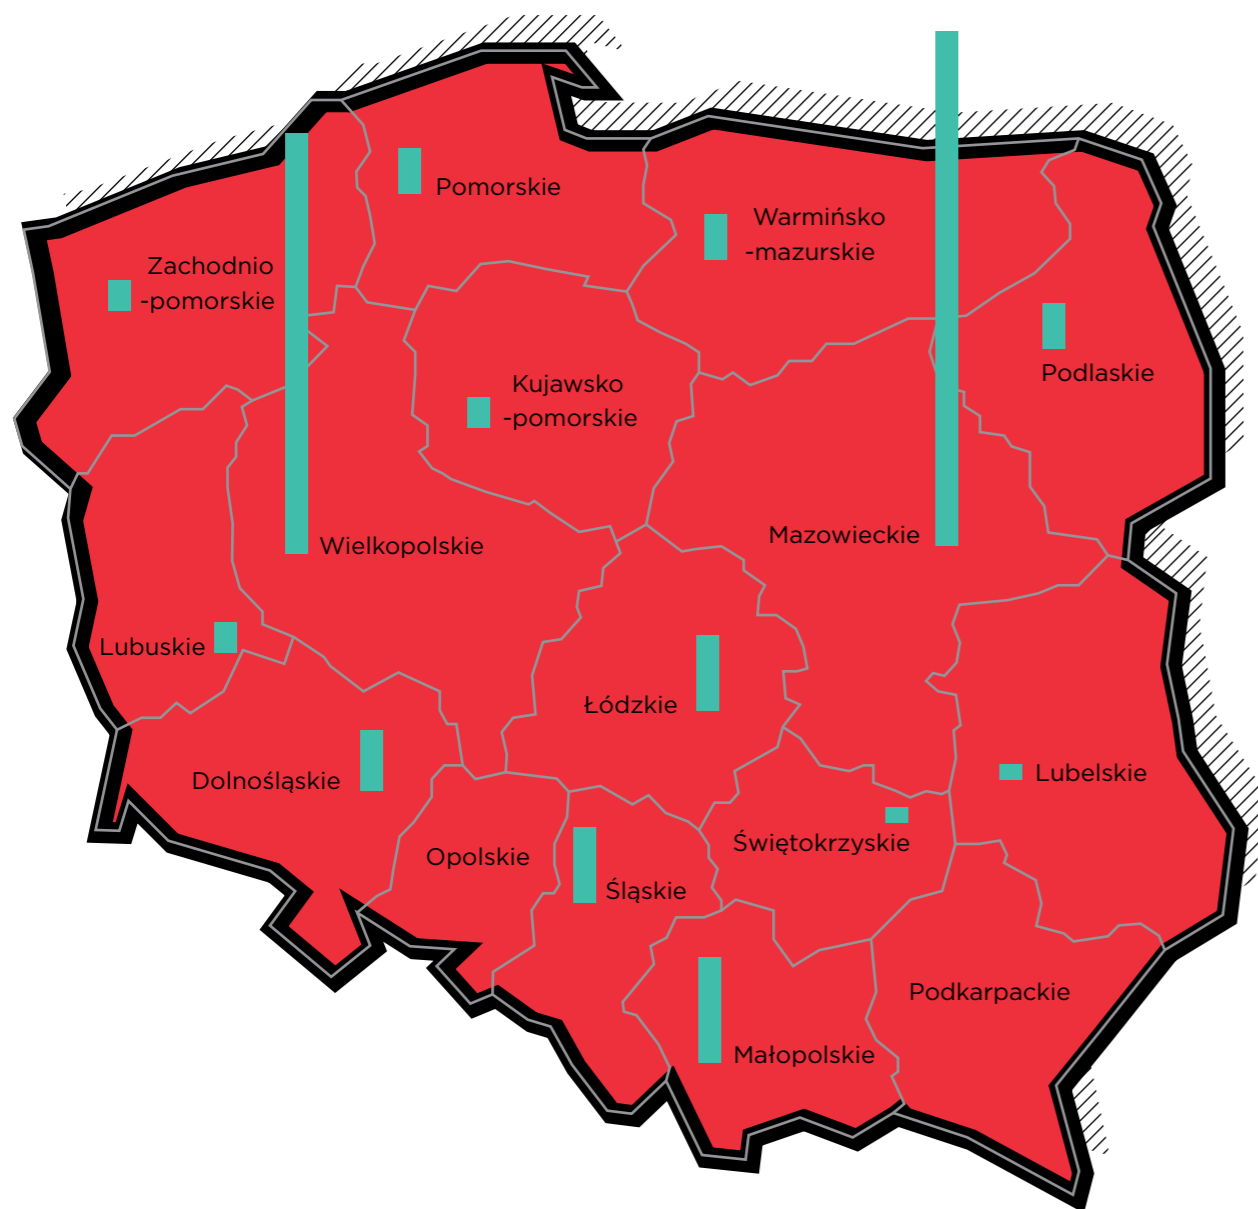 Pomorskie
Warmińsko
-mazurskie
Zachodnio
-pomorskie
Podlaskie
Kujawsko
-pomorskie
Wielkopolskie
Mazowieckie
Lubuskie
Łódzkie
Dolnośląskie
Lubelskie
Świętokrzyskie
Opolskie
Śląskie
Podkarpackie
Małopolskie